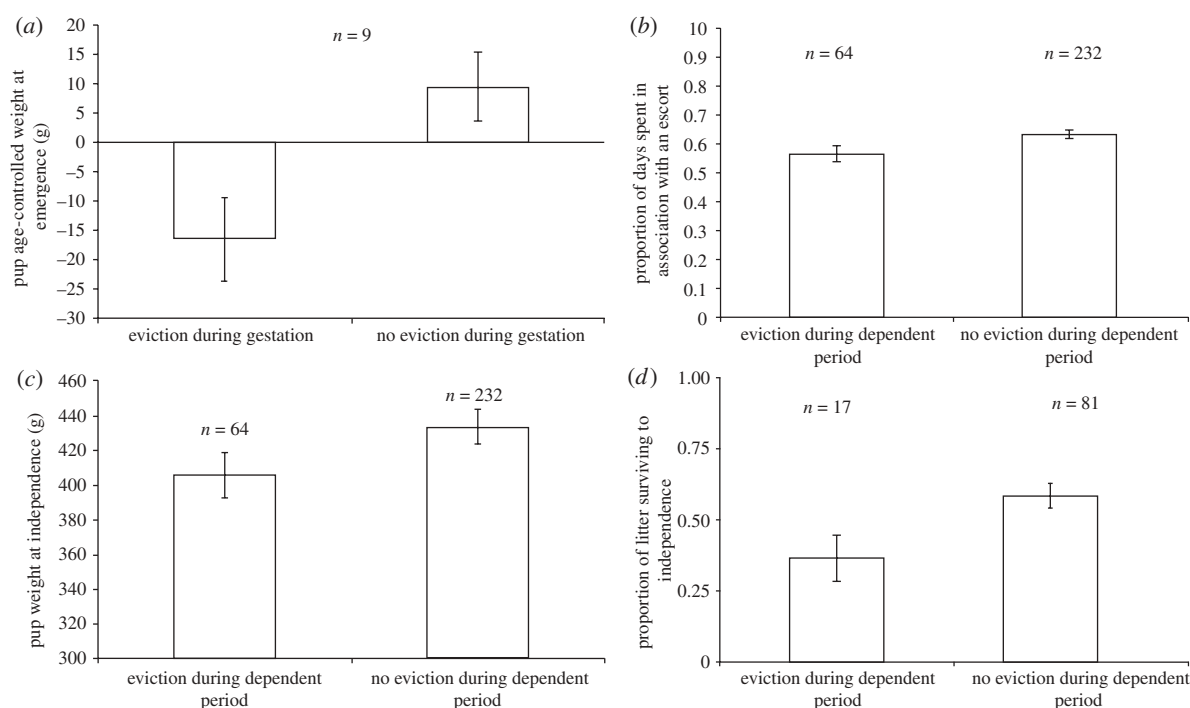 (a)
20
15
10
5
0
–5
–10
–15
–20
–25
–30
pup age-controlled weight at
emergence (g)
n = 9
eviction during gestation
no eviction during gestation
(b)
10
0.9
0.8
0.7
0.6
0.5
0.4
0.3
0.2
0.1
0
proportion of days spent in
association with an escort
n = 64
n = 232
eviction during dependent
period
no eviction during dependent
period
(c)
460
440
420
400
380
360
340
320
300
pup weight at independence (g)
n = 64
n = 232
eviction during dependent
period
no eviction during dependent
period
(d)
1.00
0.75
0.50
0.25
0
proportion of litter surviving to
independence
n = 17
n = 81
eviction during dependent
period
no eviction during dependent
period